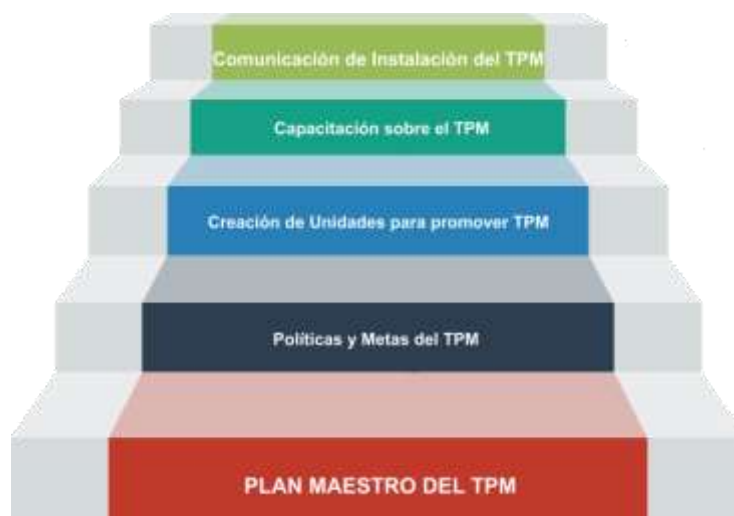 Comunicación de Instalación del TPM
Capacitación sobre el TPM
Creación de Unidades para promover TPM
Políticas y Metas del TPM
PLAN MAESTRO DEL TPM